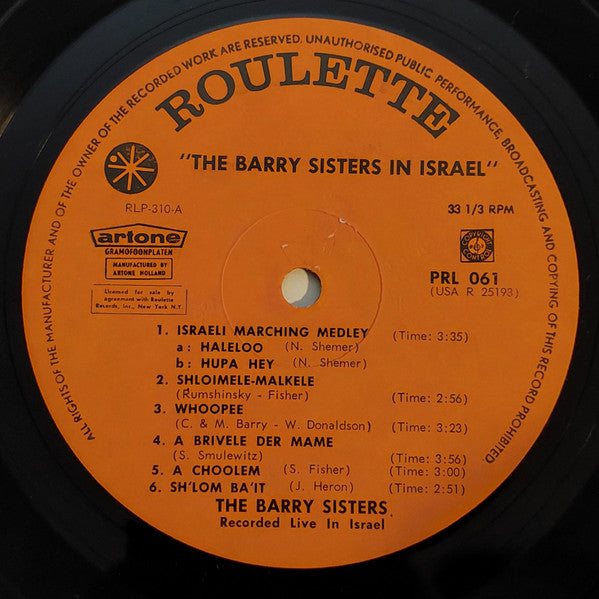 ALL RIGHTS OF THE MANUFACTURER AND OF THE OWNER OF THE RECORDED WORK ARE RESERVED. UNAUTHORISED PUBLIC PERFORMANCE, BROADCASTING AND COPYING OF THIS RECORD PROHIBITED.
ROULETTE
"THE BARRY SISTERS IN ISRAEL"
RLP-310-A
33 1/3 RPM
artone
GRAMOFOONPLATEN
MANUFACTURED BY
ARTONE HOLLAND
Licensed for sale by
agreement with Roulette
Records, Inc., New York N.Y.
COPYRIGHT
CONTROL
PRL 061
(USA R 25193)
1. ISRAELI MARCHING MEDLEY (Time: 3:35)
a: HALELOO (N. Shemer)
b: HUPA HEY (N. Shemer)
2. SHLOIMELE-MALKELE
(Rumshinsky - Fisher) (Time: 2:56)
3. WHOOPEE
(C. & M. Barry - W. Donaldson) (Time: 3:23)
4. A BRIVELE DER MAME
(S. Smulewitz) (Time: 3:56)
5. A CHOOLEM (S. Fisher) (Time: 3:00)
6. SH'LOM BA'IT (J. Heron) (Time: 2:51)
THE BARRY SISTERS
Recorded Live In Israel